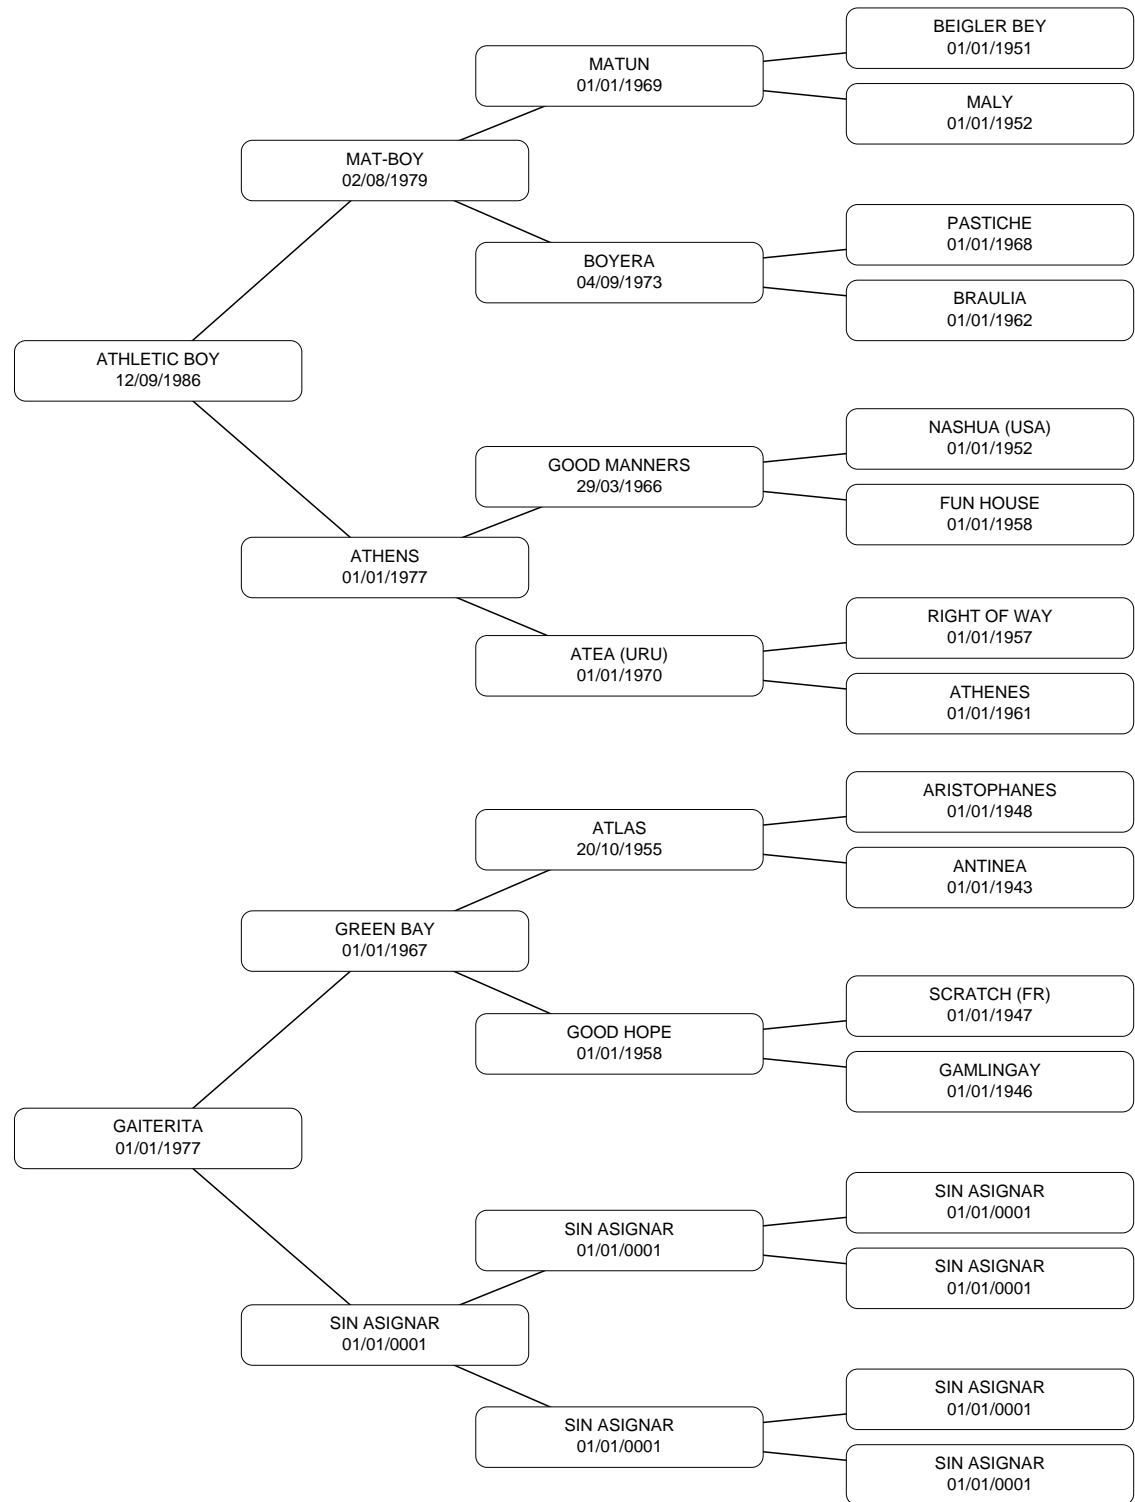 BEIGLER BEY
01/01/1951
MATUN
01/01/1969
MALY
01/01/1952
MAT-BOY
02/08/1979
PASTICHE
01/01/1968
BOYERA
04/09/1973
BRAULIA
01/01/1962
ATHLETIC BOY
12/09/1986
NASHUA (USA)
01/01/1952
GOOD MANNERS
29/03/1966
FUN HOUSE
01/01/1958
ATHENS
01/01/1977
RIGHT OF WAY
01/01/1957
ATEA (URU)
01/01/1970
ATHENES
01/01/1961
ARISTOPHANES
01/01/1948
ATLAS
20/10/1955
ANTINEA
01/01/1943
GREEN BAY
01/01/1967
SCRATCH (FR)
01/01/1947
GOOD HOPE
01/01/1958
GAMLINGAY
01/01/1946
GAITERITA
01/01/1977
SIN ASIGNAR
01/01/0001
SIN ASIGNAR
01/01/0001
SIN ASIGNAR
01/01/0001
SIN ASIGNAR
01/01/0001
SIN ASIGNAR
01/01/0001
SIN ASIGNAR
01/01/0001
SIN ASIGNAR
01/01/0001